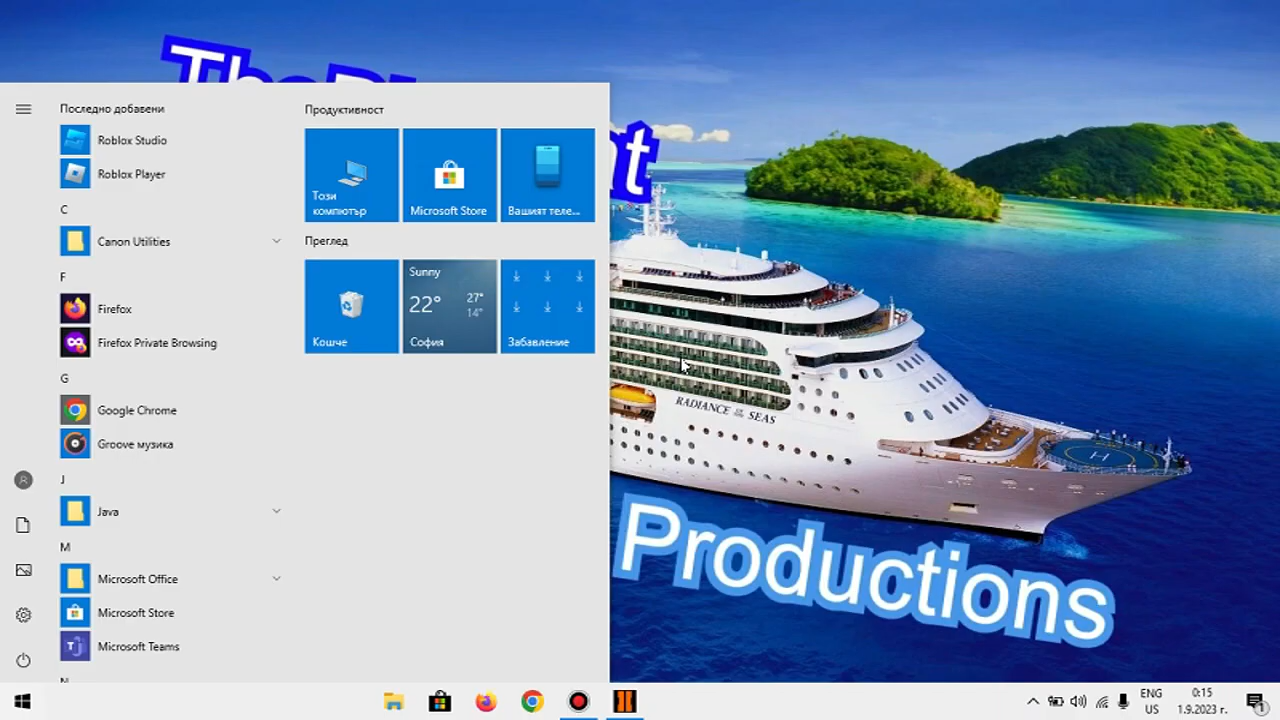 Последно добавени
Roblox Studio
Roblox Player
C
Canon Utilities
F
Firefox
Firefox Private Browsing
G
Google Chrome
Groove музика
J
Java
M
Microsoft Office
Microsoft Store
Microsoft Teams
Продуктивност
Този
компютър
Microsoft Store
Вашият теле...
Преглед
Кошче
Sunny
22°
27°
14°
София
Забавление
RADIANCE OF THE SEAS
H
Productions
ENG
US
0:15
1.9.2023 г.
1